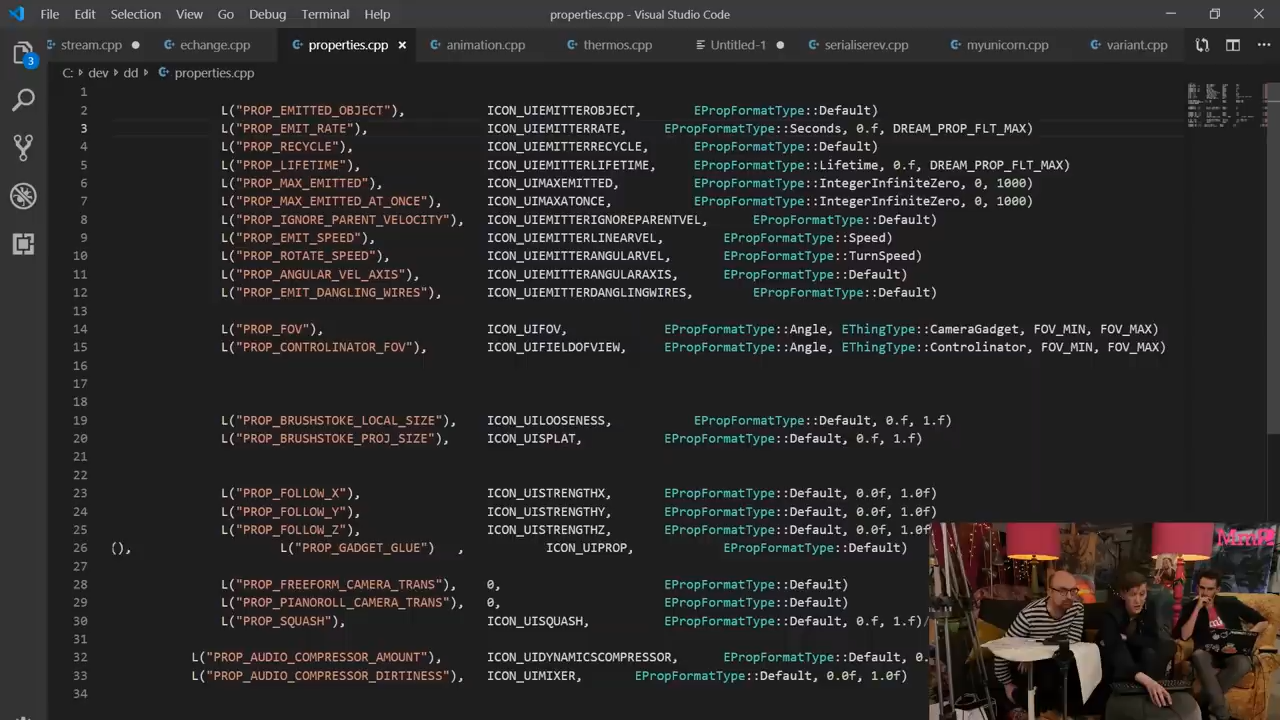 File Edit Selection View Go Debug Terminal Help properties.cpp - Visual Studio Code
stream.cpp echange.cpp properties.cpp animation.cpp thermos.cpp Untitled-1 serialiserev.cpp myunicorn.cpp variant.cpp
3
C: dev dd properties.cpp
1
2 L("PROP_EMITTED_OBJECT"), ICON_UIEMITTEROBJECT, EPropFormatType::Default)
3 L("PROP_EMIT_RATE"), ICON_UIEMITTERRATE, EPropFormatType::Seconds, 0.f, DREAM_PROP_FLT_MAX)
4 L("PROP_RECYCLE"), ICON_UIEMITTERRECYCLE, EPropFormatType::Default)
5 L("PROP_LIFETIME"), ICON_UIEMITTERLIFETIME, EPropFormatType::Lifetime, 0.f, DREAM_PROP_FLT_MAX)
6 L("PROP_MAX_EMITTED"), ICON_UIMAXEMITTED, EPropFormatType::IntegerInfiniteZero, 0, 1000)
7 L("PROP_MAX_EMITTED_AT_ONCE"), ICON_UIMAXATONCE, EPropFormatType::IntegerInfiniteZero, 0, 1000)
8 L("PROP_IGNORE_PARENT_VELOCITY"), ICON_UIEMITTERIGNOREPARENTVEL, EPropFormatType::Default)
9 L("PROP_EMIT_SPEED"), ICON_UIEMITTERLINEARVEL, EPropFormatType::Speed)
10 L("PROP_ROTATE_SPEED"), ICON_UIEMITTERANGULARVEL, EPropFormatType::TurnSpeed)
11 L("PROP_ANGULAR_VEL_AXIS"), ICON_UIEMITTERANGULARAXIS, EPropFormatType::Default)
12 L("PROP_EMIT_DANGLING_WIRES"), ICON_UIEMITTERDANGLINGWIRES, EPropFormatType::Default)
13
14 L("PROP_FOV"), ICON_UIFOV, EPropFormatType::Angle, EThingType::CameraGadget, FOV_MIN, FOV_MAX)
15 L("PROP_CONTROLINATOR_FOV"), ICON_UIFIELDOFVIEW, EPropFormatType::Angle, EThingType::Controlinator, FOV_MIN, FOV_MAX)
16
17
18
19 L("PROP_BRUSHSTOKE_LOCAL_SIZE"), ICON_UILOOSENESS, EPropFormatType::Default, 0.f, 1.f)
20 L("PROP_BRUSHSTOKE_PROJ_SIZE"), ICON_UISPLAT, EPropFormatType::Default, 0.f, 1.f)
21
22
23 L("PROP_FOLLOW_X"), ICON_UISTRENGTHX, EPropFormatType::Default, 0.0f, 1.0f)
24 L("PROP_FOLLOW_Y"), ICON_UISTRENGTHY, EPropFormatType::Default, 0.0f, 1.0f)
25 L("PROP_FOLLOW_Z"), ICON_UISTRENGTHZ, EPropFormatType::Default, 0.0f, 1.0f
26 (), L("PROP_GADGET_GLUE") , ICON_UIPROP, EPropFormatType::Default)
27
28 L("PROP_FREEFORM_CAMERA_TRANS"), 0, EPropFormatType::Default)
29 L("PROP_PIANOROLL_CAMERA_TRANS"), 0, EPropFormatType::Default)
30 L("PROP_SQUASH"), ICON_UISQUASH, EPropFormatType::Default, 0.f, 1.f)/
31
32 L("PROP_AUDIO_COMPRESSOR_AMOUNT"), ICON_UIDYNAMICSCOMPRESSOR, EPropFormatType::Default, 0.
33 L("PROP_AUDIO_COMPRESSOR_DIRTINESS"), ICON_UIMIXER, EPropFormatType::Default, 0.0f, 1.0f)
34